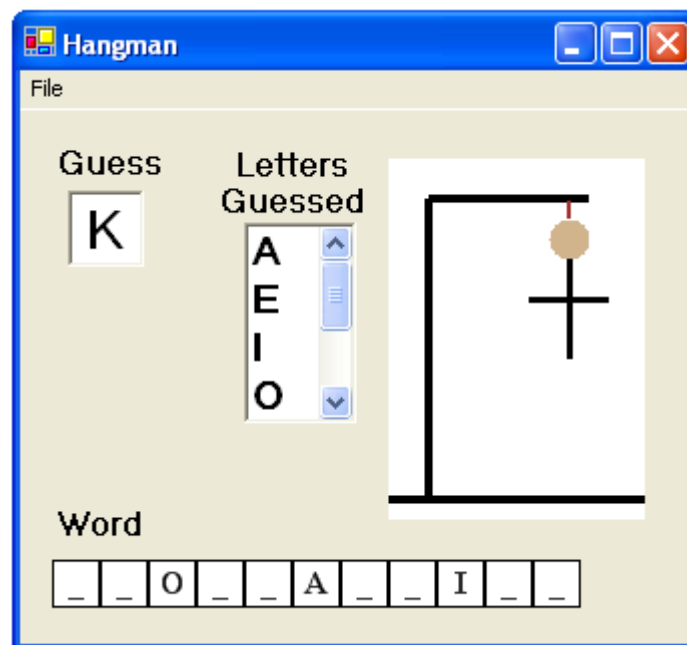 Hangman
File
Guess
K
Letters
Guessed
A
E
I
O
Word
_ _ O _ _ A _ _ I _ _